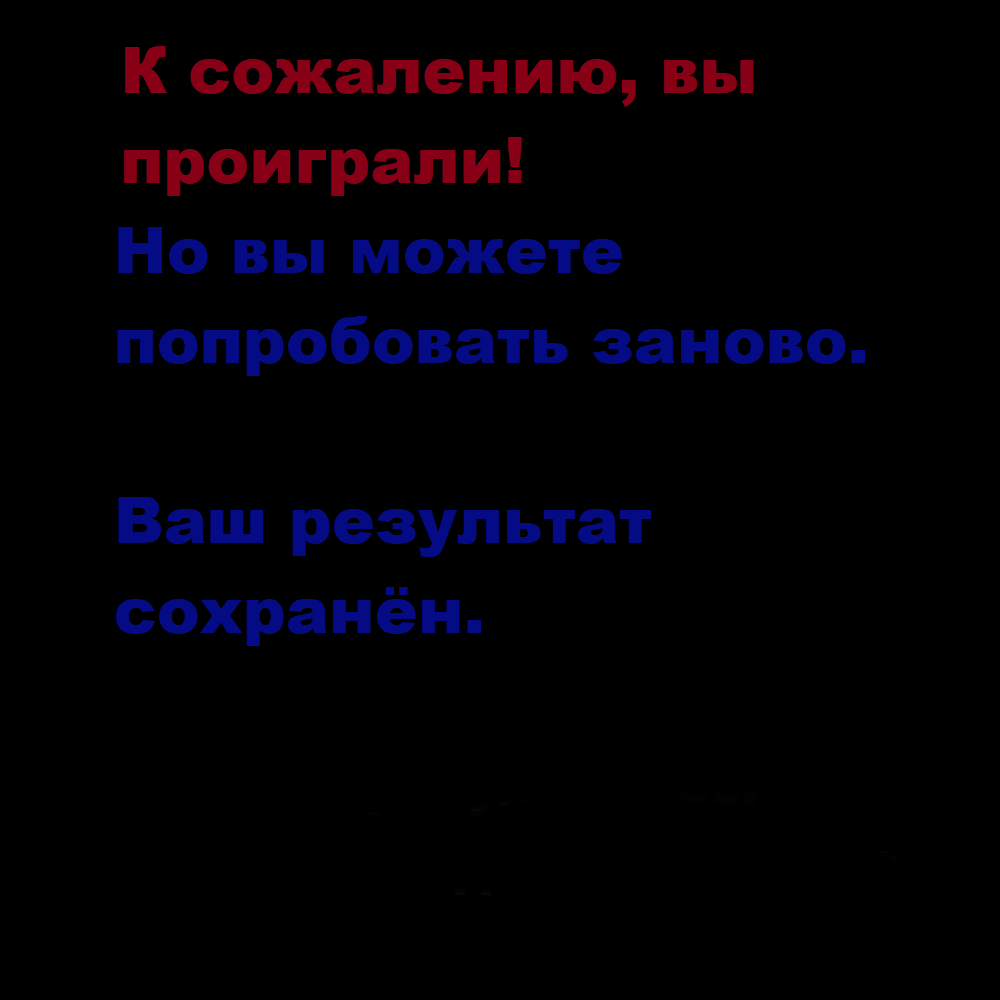 К сожалению, вы
проиграли!
Но вы можете
попробовать заново.
Ваш результат
сохранён.